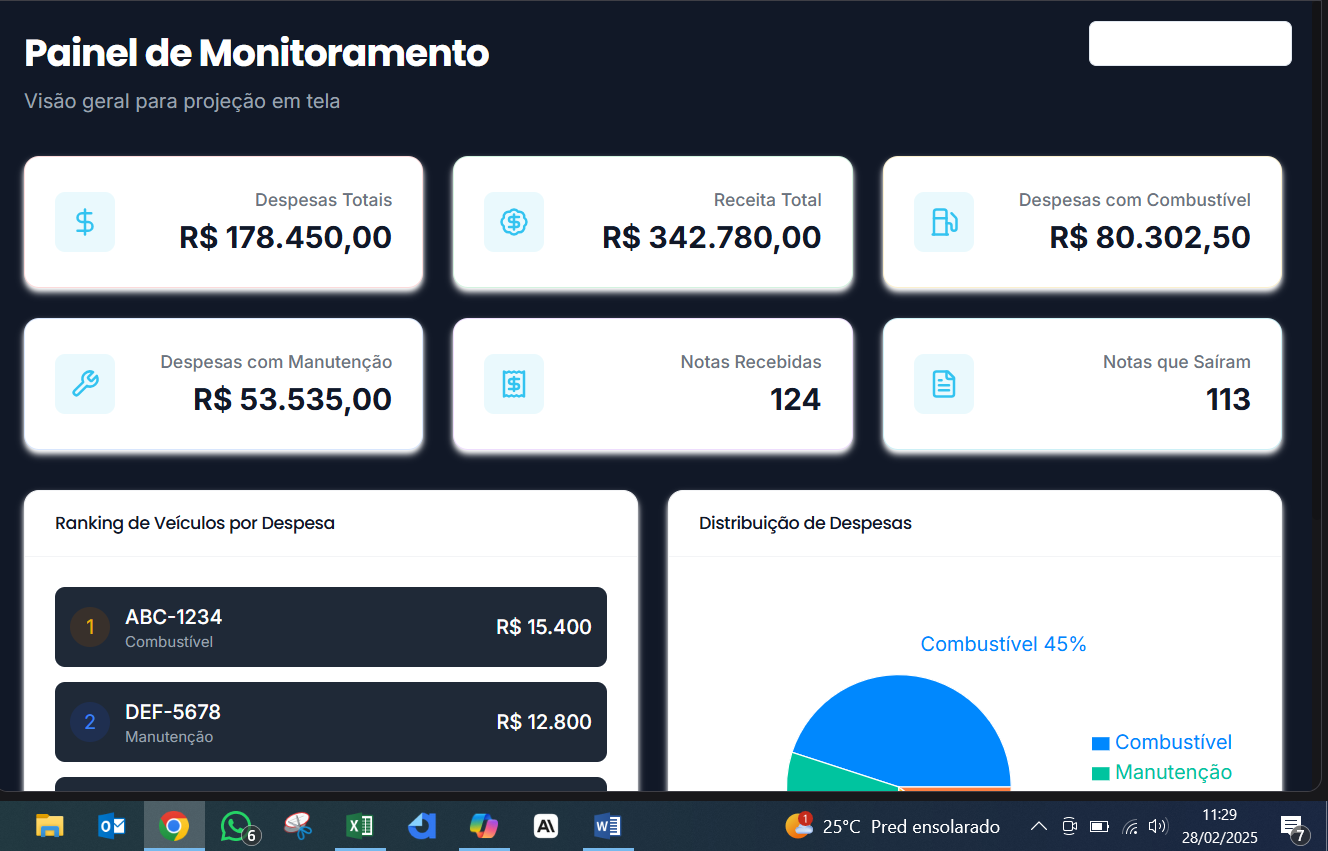 Painel de Monitoramento
Visão geral para projeção em tela
Despesas Totais
R$ 178.450,00
Receita Total
R$ 342.780,00
Despesas com Combustível
R$ 80.302,50
Despesas com Manutenção
R$ 53.535,00
Notas Recebidas
124
Notas que Saíram
113
Ranking de Veículos por Despesa
1
ABC-1234
Combustível
R$ 15.400
2
DEF-5678
Manutenção
R$ 12.800
Distribuição de Despesas
Combustível 45%
Combustível
Manutenção
6
1
25°C Pred ensolarado
11:29
28/02/2025
7